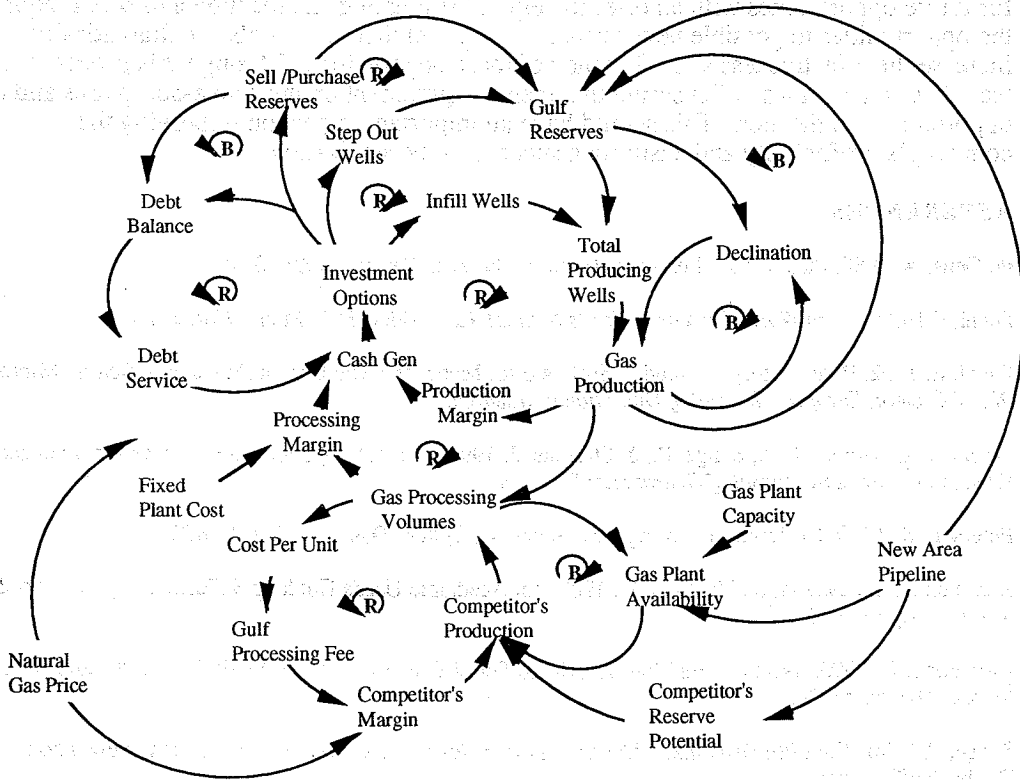 Sell /Purchase
Reserves
R
Gulf
Reserves
Step Out
Wells
B
B
R
Infill Wells
Debt
Balance
Total
Producing
Wells
Declination
Investment
Options
R
R
B
Debt
Service
Cash Gen
Gas
Production
Production
Margin
Processing
Margin
R
Fixed
Plant Cost
Gas Processing
Volumes
Gas Plant
Capacity
Cost Per Unit
New Area
Pipeline
B
Gas Plant
Availability
R
Competitor's
Production
Gulf
Processing Fee
Natural
Gas Price
Competitor's
Margin
Competitor's
Reserve
Potential